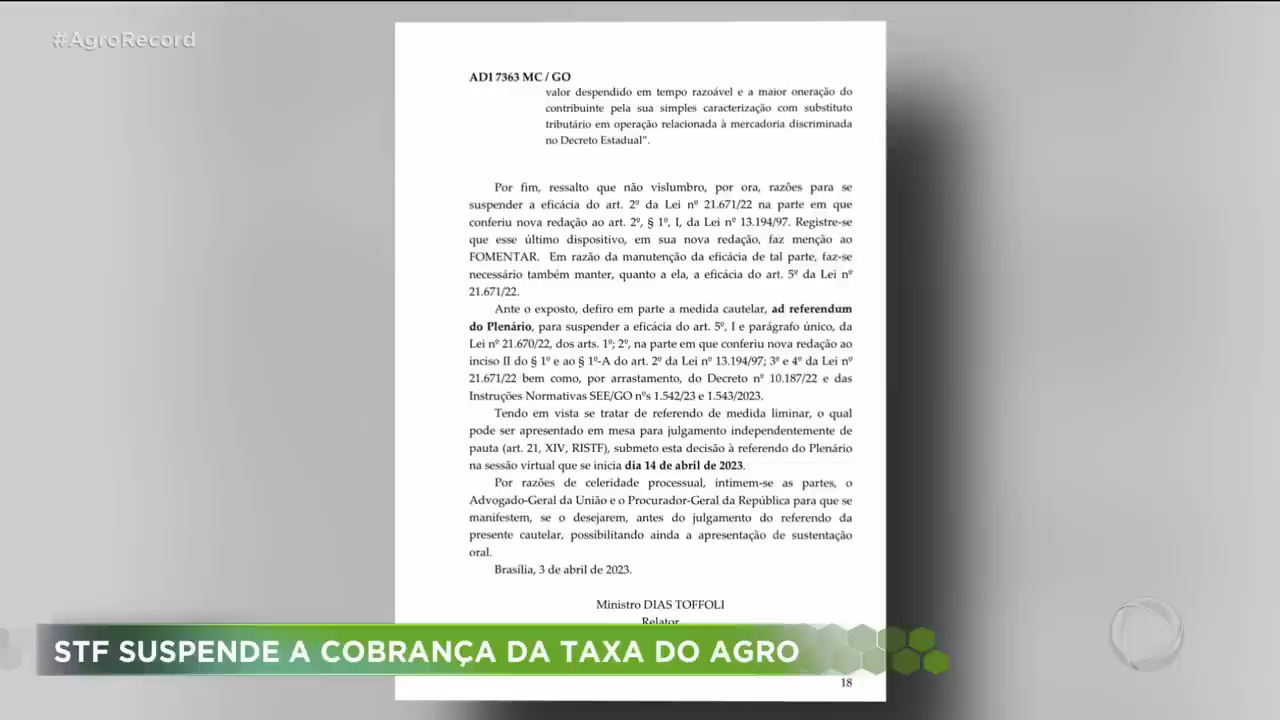 #AgroRecord
ADI 7363 MC / GO
valor despendido em tempo razoável e a maior oneração do
contribuinte pela sua simples caracterização com substituto
tributário em operação relacionada à mercadoria discriminada
no Decreto Estadual”.
Por fim, ressalto que não vislumbro, por ora, razões para se
suspender a eficácia do art. 2º da Lei nº 21.671/22 na parte em que
conferiu nova redação ao art. 2º, § 1º, I, da Lei nº 13.194/97. Registre-se
que esse último dispositivo, em sua nova redação, faz menção ao
FOMENTAR. Em razão da manutenção da eficácia de tal parte, faz-se
necessário também manter, quanto a ela, a eficácia do art. 5º da Lei nº
21.671/22.
Ante o exposto, defiro em parte a medida cautelar, ad referendum
do Plenário, para suspender a eficácia do art. 5º, I e parágrafo único, da
Lei nº 21.670/22, dos arts. 1º; 2º, na parte em que conferiu nova redação ao
inciso II do § 1º e ao § 1º-A do art. 2º da Lei nº 13.194/97; 3º e 4º da Lei nº
21.671/22 bem como, por arrastamento, do Decreto nº 10.187/22 e das
Instruções Normativas SEE/GO nºs 1.542/23 e 1.543/2023.
Tendo em vista se tratar de referendo de medida liminar, o qual
pode ser apresentado em mesa para julgamento independentemente de
pauta (art. 21, XIV, RISTF), submeto esta decisão à referendo do Plenário
na sessão virtual que se inicia dia 14 de abril de 2023.
Por razões de celeridade processual, intimem-se as partes, o
Advogado-Geral da União e o Procurador-Geral da República para que se
manifestem, se o desejarem, antes do julgamento do referendo da
presente cautelar, possibilitando ainda a apresentação de sustentação
oral.
Brasília, 3 de abril de 2023.
Ministro DIAS TOFFOLI
Relator
STF SUSPENDE A COBRANÇA DA TAXA DO AGRO
18